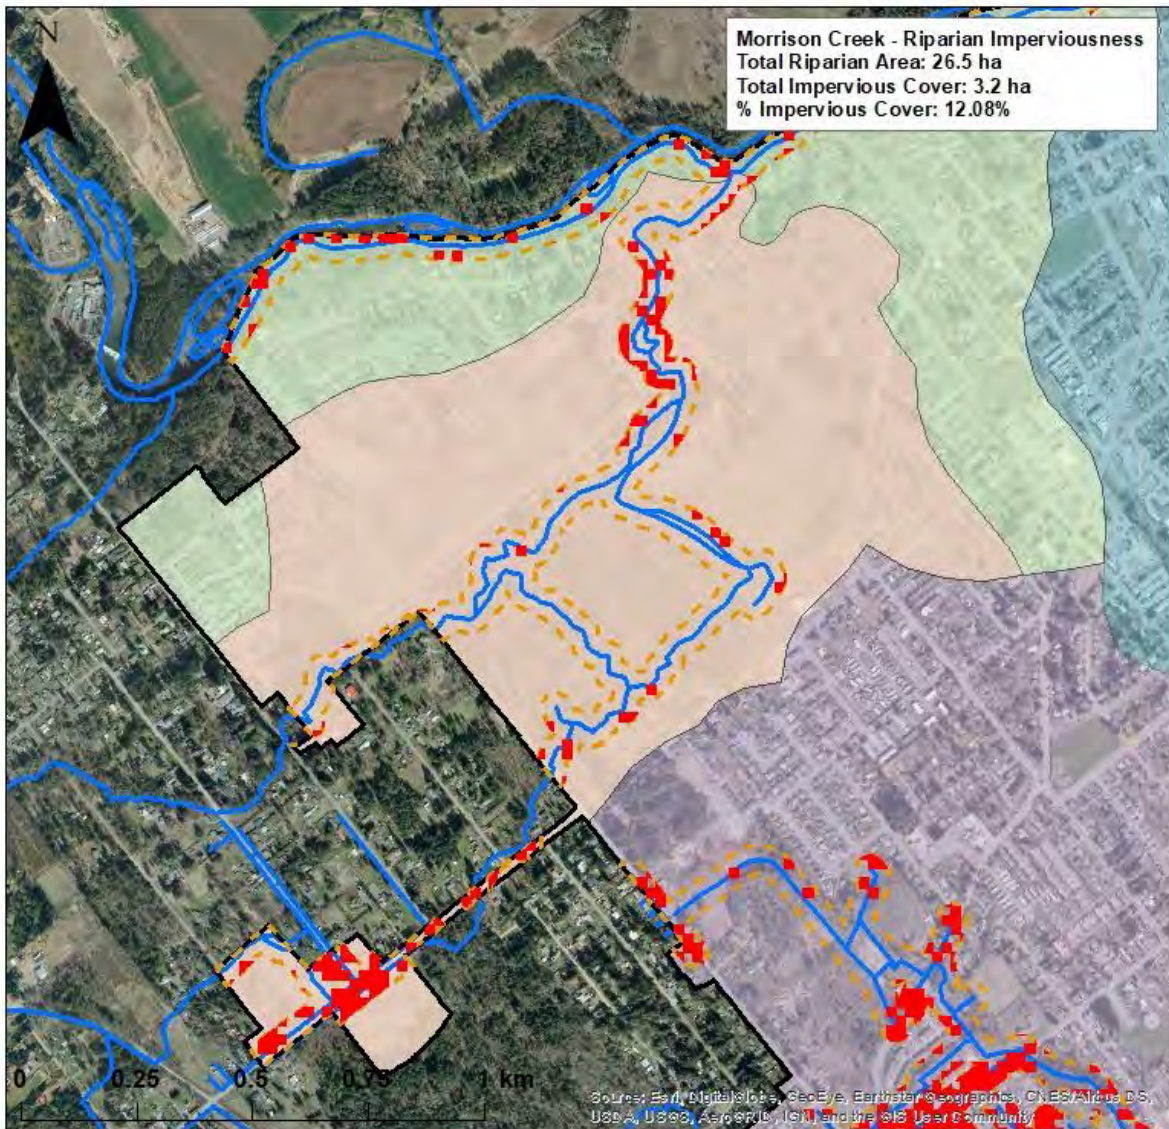 N
Morrison Creek - Riparian Imperviousness
Total Riparian Area: 26.5 ha
Total Impervious Cover: 3.2 ha
% Impervious Cover: 12.08%
0 0.25 0.5 0.75 1 km
Source: Esri, DigitalGlobe, GeoEye, Earthstar Geographics, CNES/Airbus DS,
USDA, USGS, AeroGRID, IGN, and the GIS User Community